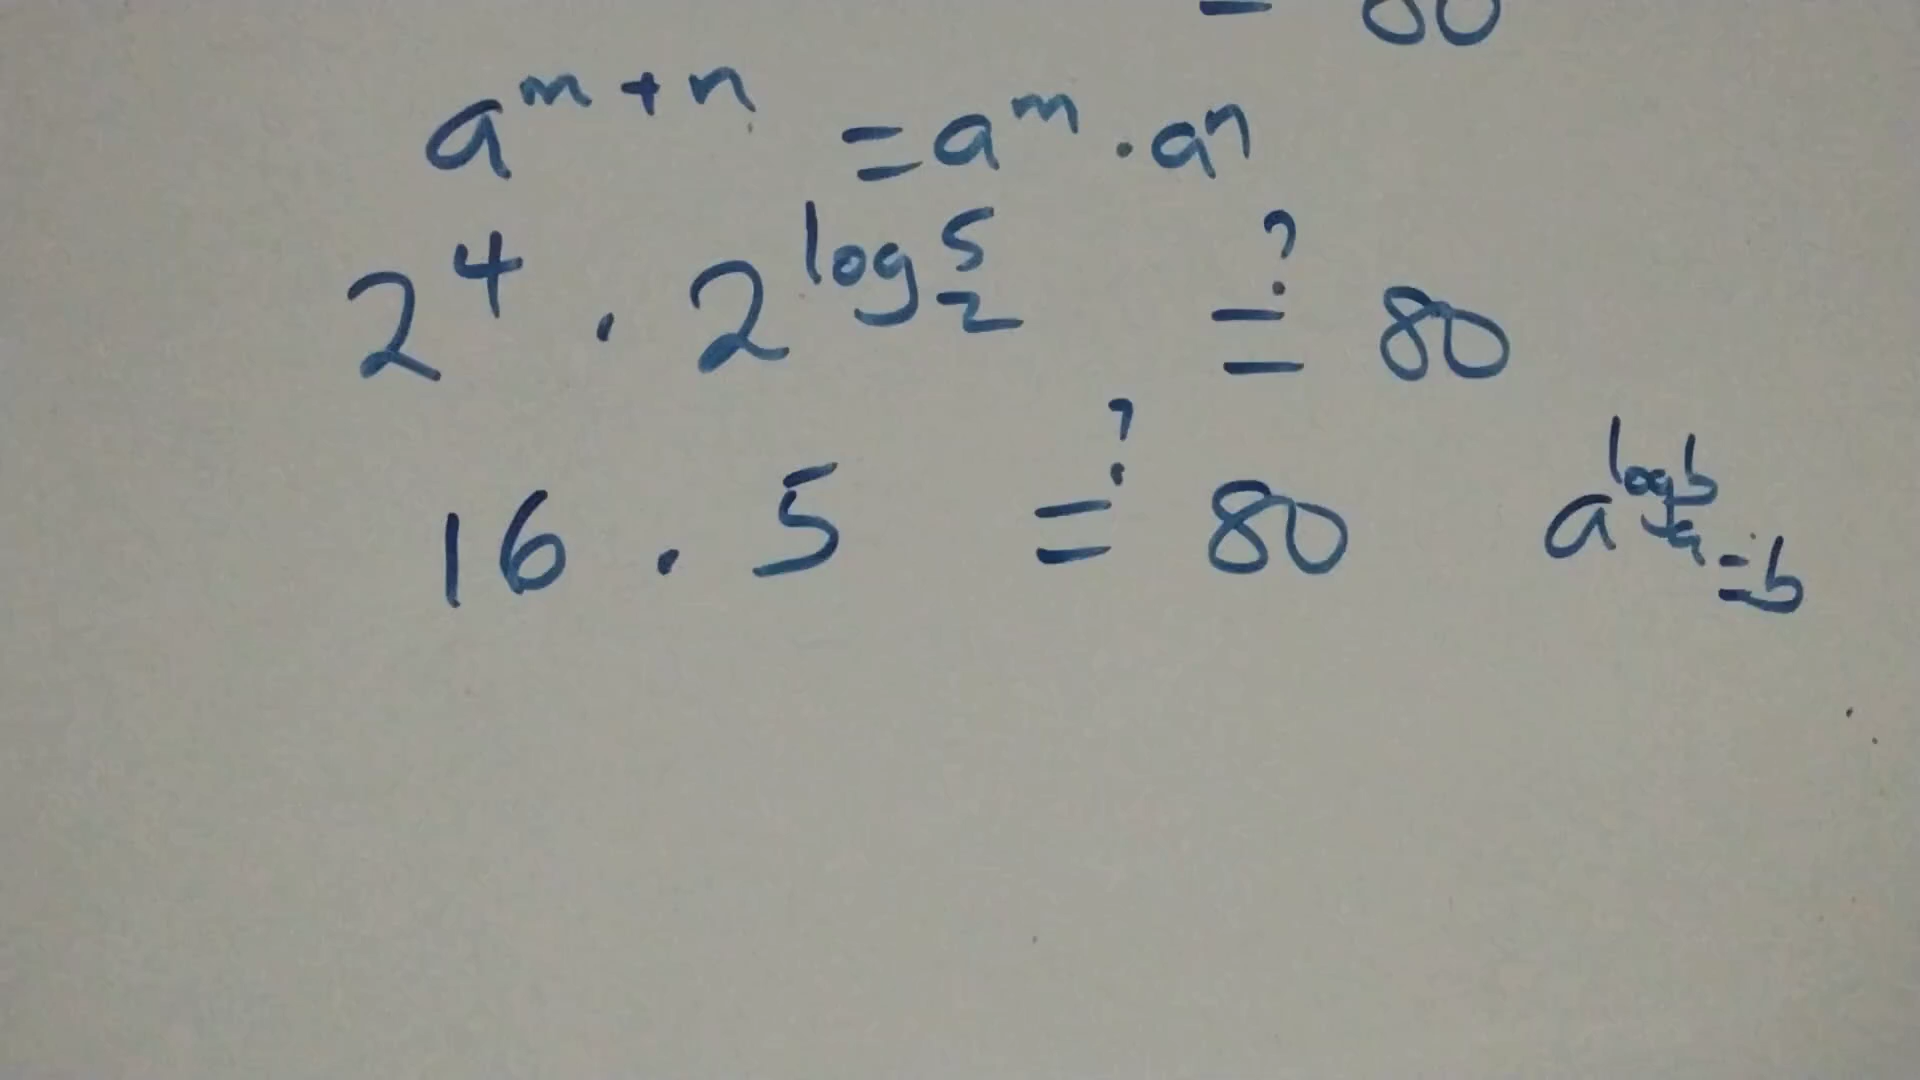 = 80
a^{m+n} = a^m . a^n
2^4 . 2^{log_2 5} =? 80
16 . 5 =? 80 a^{log_a b} = b